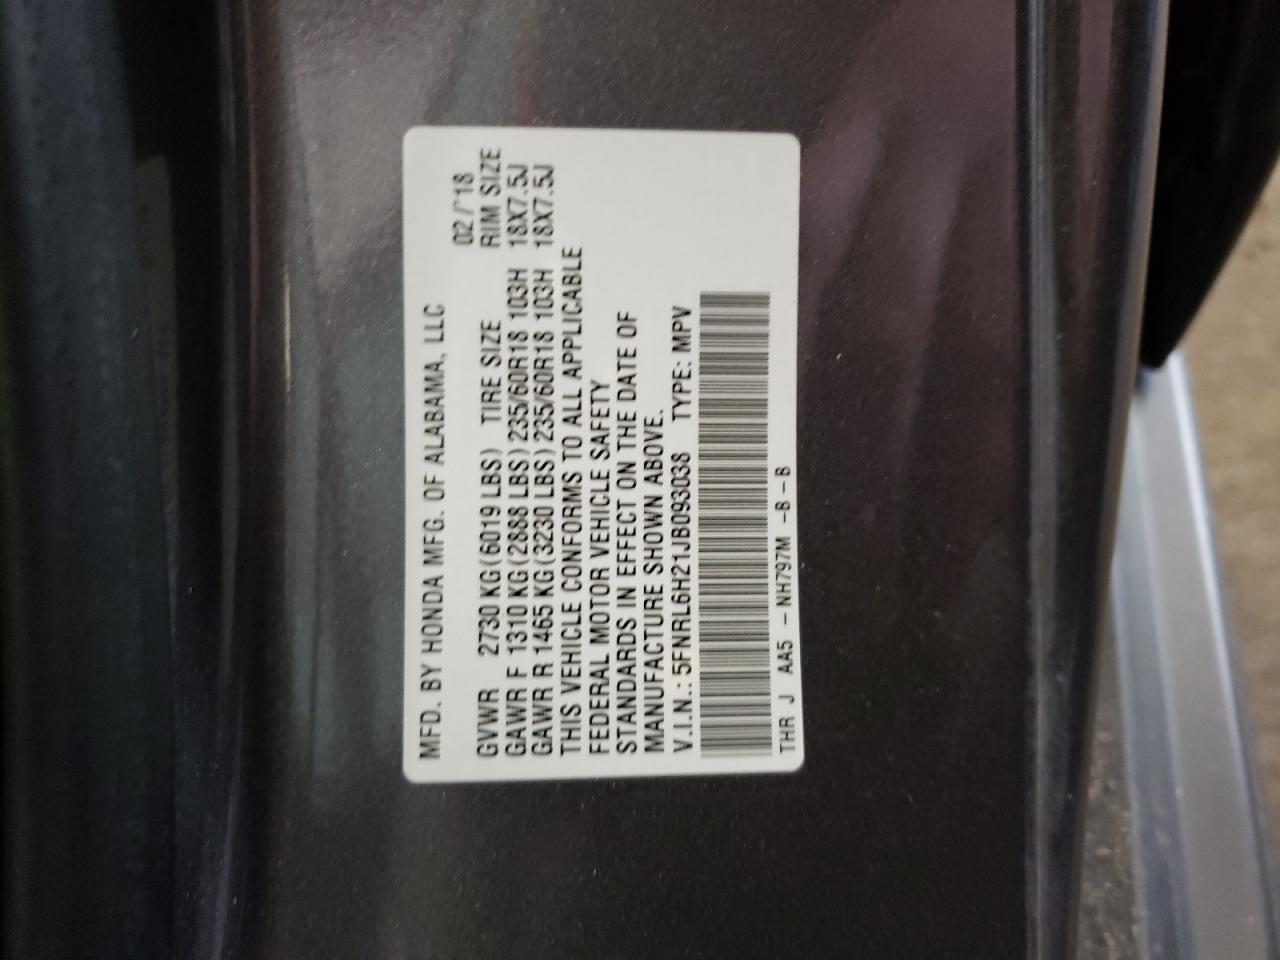 MFD. BY HONDA MFG. OF ALABAMA, LLC
02/18
GVWR 2730 KG(6019 LBS) TIRE SIZE RIM SIZE
GAWR F 1310 KG(2888 LBS) 235/60R18 103H 18X7.5J
GAWR R 1465 KG(3230 LBS) 235/60R18 103H 18X7.5J
THIS VEHICLE CONFORMS TO ALL APPLICABLE
FEDERAL MOTOR VEHICLE SAFETY
STANDARDS IN EFFECT ON THE DATE OF
MANUFACTURE SHOWN ABOVE.
V.I.N.: 5FNRL6H21JB093038 TYPE: MPV
THR J AA5 - NH797M -B-B